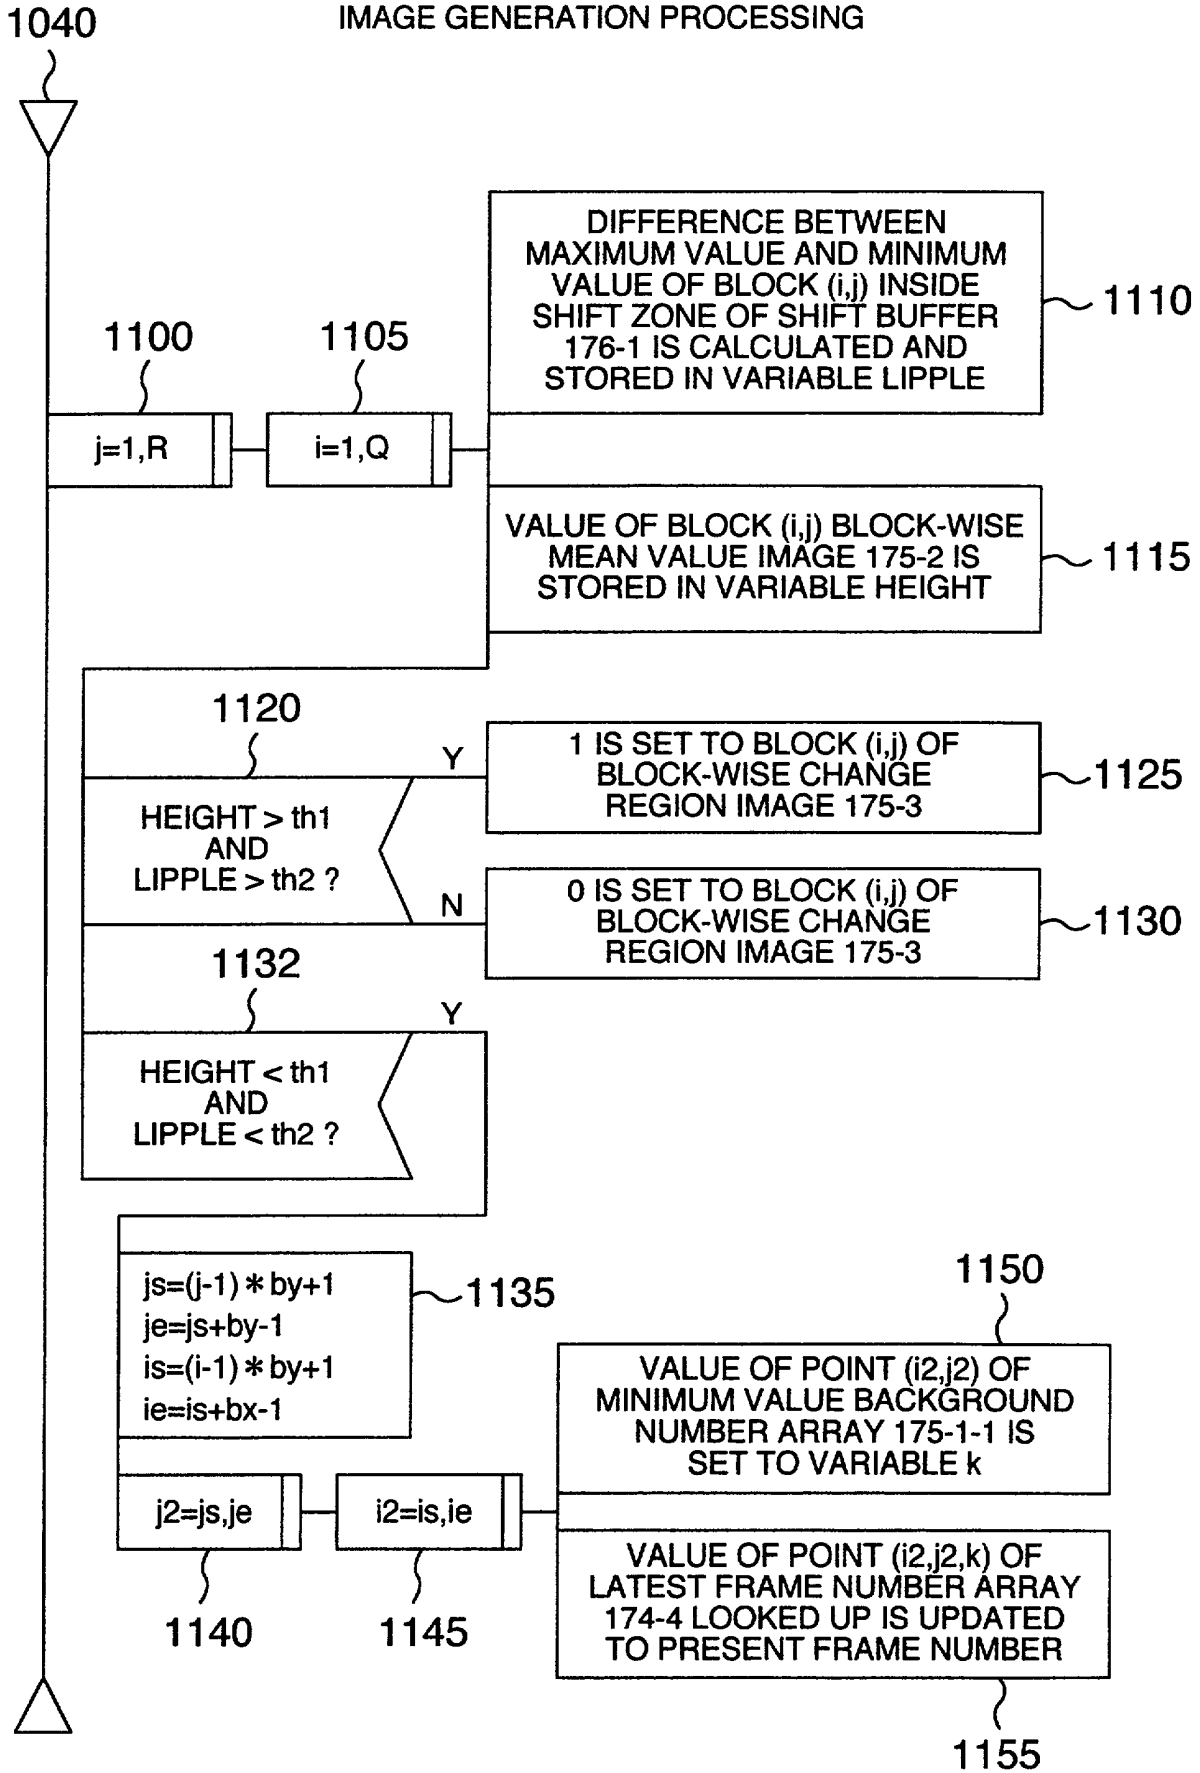 IMAGE GENERATION PROCESSING
1040
DIFFERENCE BETWEEN
MAXIMUM VALUE AND MINIMUM
VALUE OF BLOCK (i,j) INSIDE
SHIFT ZONE OF SHIFT BUFFER
176-1 IS CALCULATED AND
STORED IN VARIABLE LIPPLE
1110
1100
1105
j=1,R
i=1,Q
VALUE OF BLOCK (i,j) BLOCK-WISE
MEAN VALUE IMAGE 175-2 IS
STORED IN VARIABLE HEIGHT
1115
1120
Y
HEIGHT > th1
AND
LIPPLE > th2 ?
N
1 IS SET TO BLOCK (i,j) OF
BLOCK-WISE CHANGE
REGION IMAGE 175-3
1125
0 IS SET TO BLOCK (i,j) OF
BLOCK-WISE CHANGE
REGION IMAGE 175-3
1130
1132
Y
HEIGHT < th1
AND
LIPPLE < th2 ?
js=(j-1) * by+1
je=js+by-1
is=(i-1) * by+1
ie=is+bx-1
1135
1150
VALUE OF POINT (i2,j2) OF
MINIMUM VALUE BACKGROUND
NUMBER ARRAY 175-1-1 IS
SET TO VARIABLE k
j2=js,je
i2=is,ie
1140
1145
VALUE OF POINT (i2,j2,k) OF
LATEST FRAME NUMBER ARRAY
174-4 LOOKED UP IS UPDATED
TO PRESENT FRAME NUMBER
1155